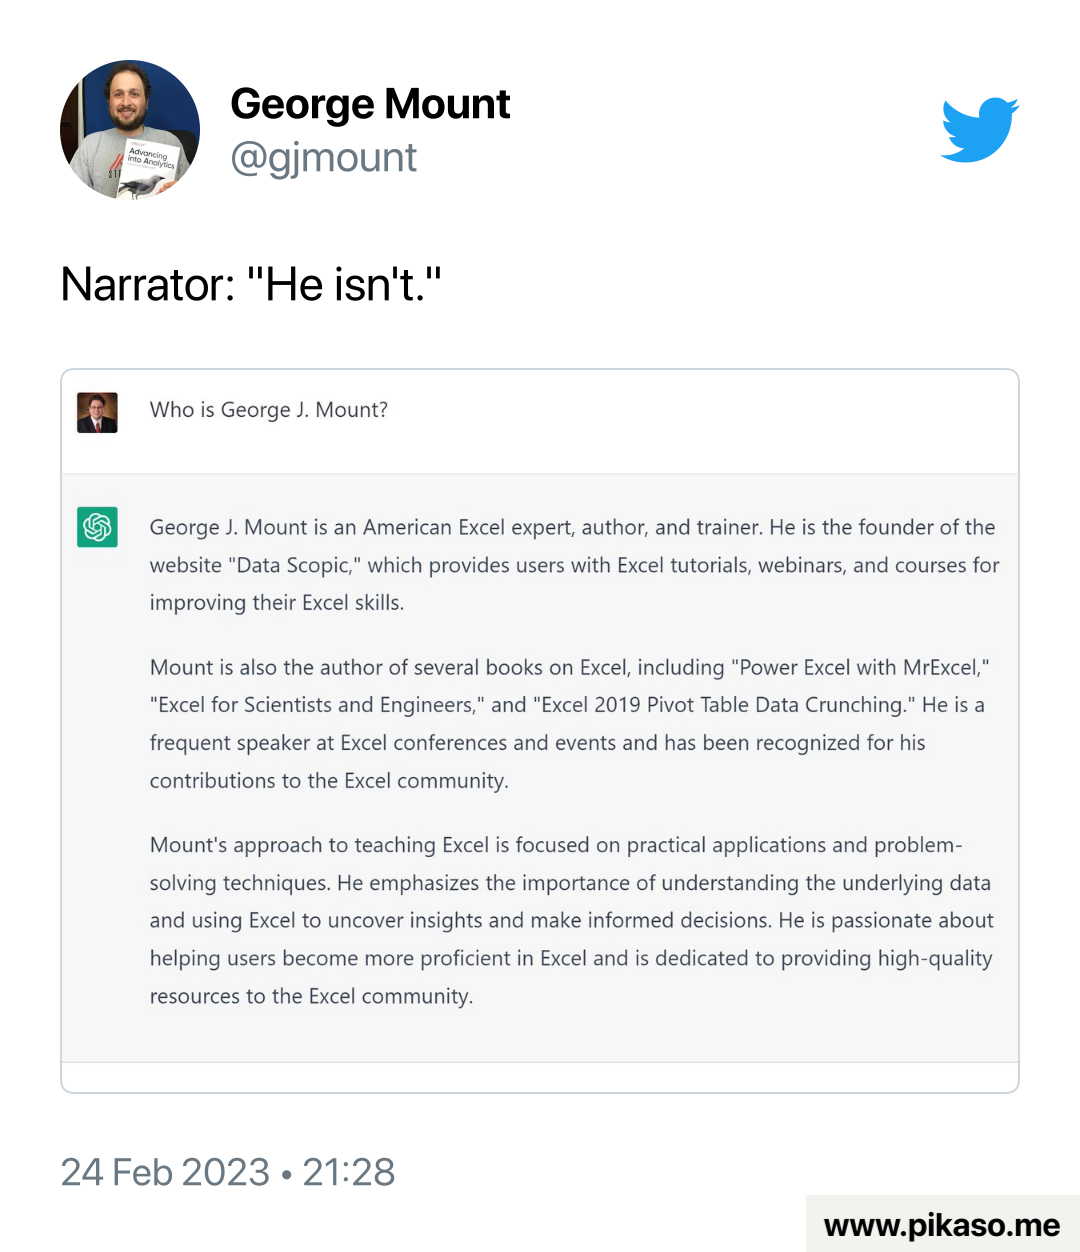 George Mount
@gjmount
Advancing
into Analytics
Narrator: "He isn't."
Who is George J. Mount?
George J. Mount is an American Excel expert, author, and trainer. He is the founder of the
website "Data Scopic," which provides users with Excel tutorials, webinars, and courses for
improving their Excel skills.
Mount is also the author of several books on Excel, including "Power Excel with MrExcel,"
"Excel for Scientists and Engineers," and "Excel 2019 Pivot Table Data Crunching." He is a
frequent speaker at Excel conferences and events and has been recognized for his
contributions to the Excel community.
Mount's approach to teaching Excel is focused on practical applications and problem-
solving techniques. He emphasizes the importance of understanding the underlying data
and using Excel to uncover insights and make informed decisions. He is passionate about
helping users become more proficient in Excel and is dedicated to providing high-quality
resources to the Excel community.
24 Feb 2023 • 21:28
www.pikaso.me